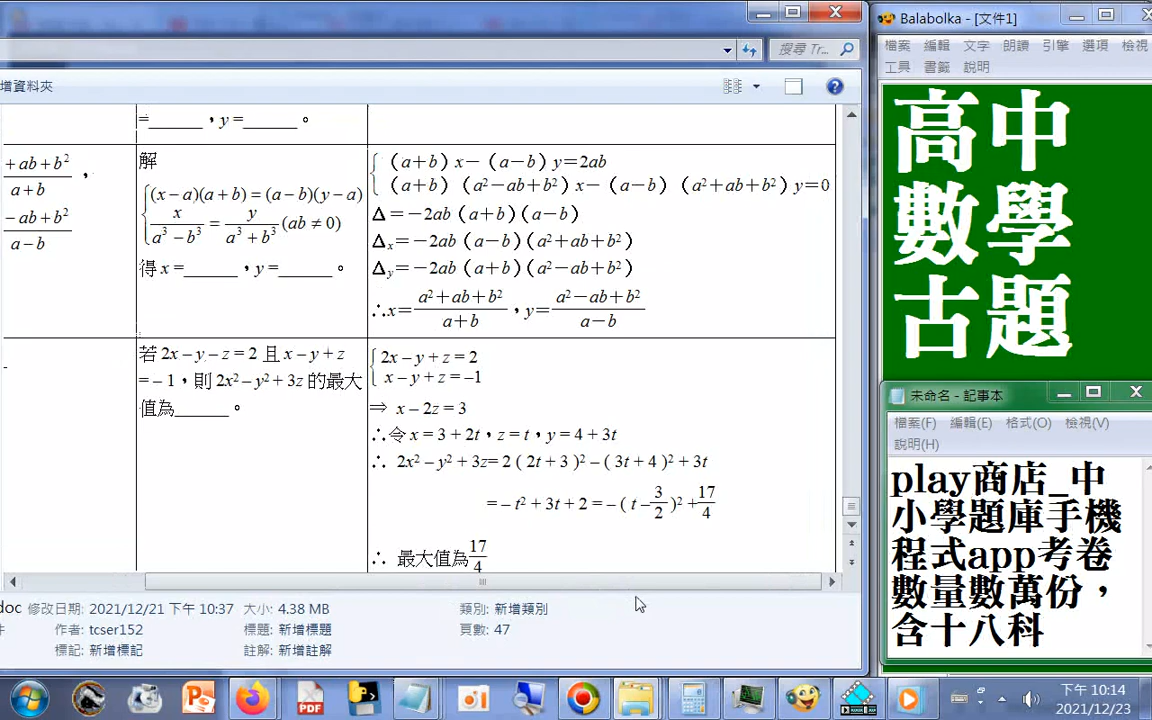 搜尋 Tr...
增資料夾
=______，y =______。
+ab+b²
a+b
，
−ab+b²
a−b
解
(x−a)(a+b) = (a−b)(y−a)
x/(a³−b³) = y/(a³+b³) (ab ≠ 0)
得 x =______，y =______。
(a+b) x−(a−b) y=2ab
(a+b) (a²−ab+b²) x−(a−b) (a²+ab+b²) y=0
Δ=−2ab (a+b) (a−b)
Δx=−2ab (a−b) (a²+ab+b²)
Δy=−2ab (a+b) (a²−ab+b²)
∴x=(a²+ab+b²)/(a+b)，y=(a²−ab+b²)/(a−b)
若 2x − y − z = 2 且 x − y + z
= − 1，則 2x² − y² + 3z 的最大
值為______。
2x − y + z = 2
x − y + z = −1
⇒ x − 2z = 3
∴令 x = 3 + 2t，z = t，y = 4 + 3t
∴ 2x² − y² + 3z= 2 ( 2t + 3 )² − ( 3t + 4 )² + 3t
= − t² + 3t + 2 = − ( t − 3/2 )² + 17/4
∴ 最大值為17/4
doc 修改日期: 2021/12/21 下午 10:37 大小: 4.38 MB 類別: 新增類別
作者: tcser152 標題: 新增標題 頁數: 47
標記: 新增標記 註解: 新增註解
Balabolka - [文件1]
檔案 編輯 文字 朗讀 引擎 選項 檢視
工具 書籤 說明
高中
數學
古題
未命名 - 記事本
檔案(F) 編輯(E) 格式(O) 檢視(V)
說明(H)
play商店_中
小學題庫手機
程式app考卷
數量數萬份，
含十八科
PDF
下午 10:14
2021/12/23